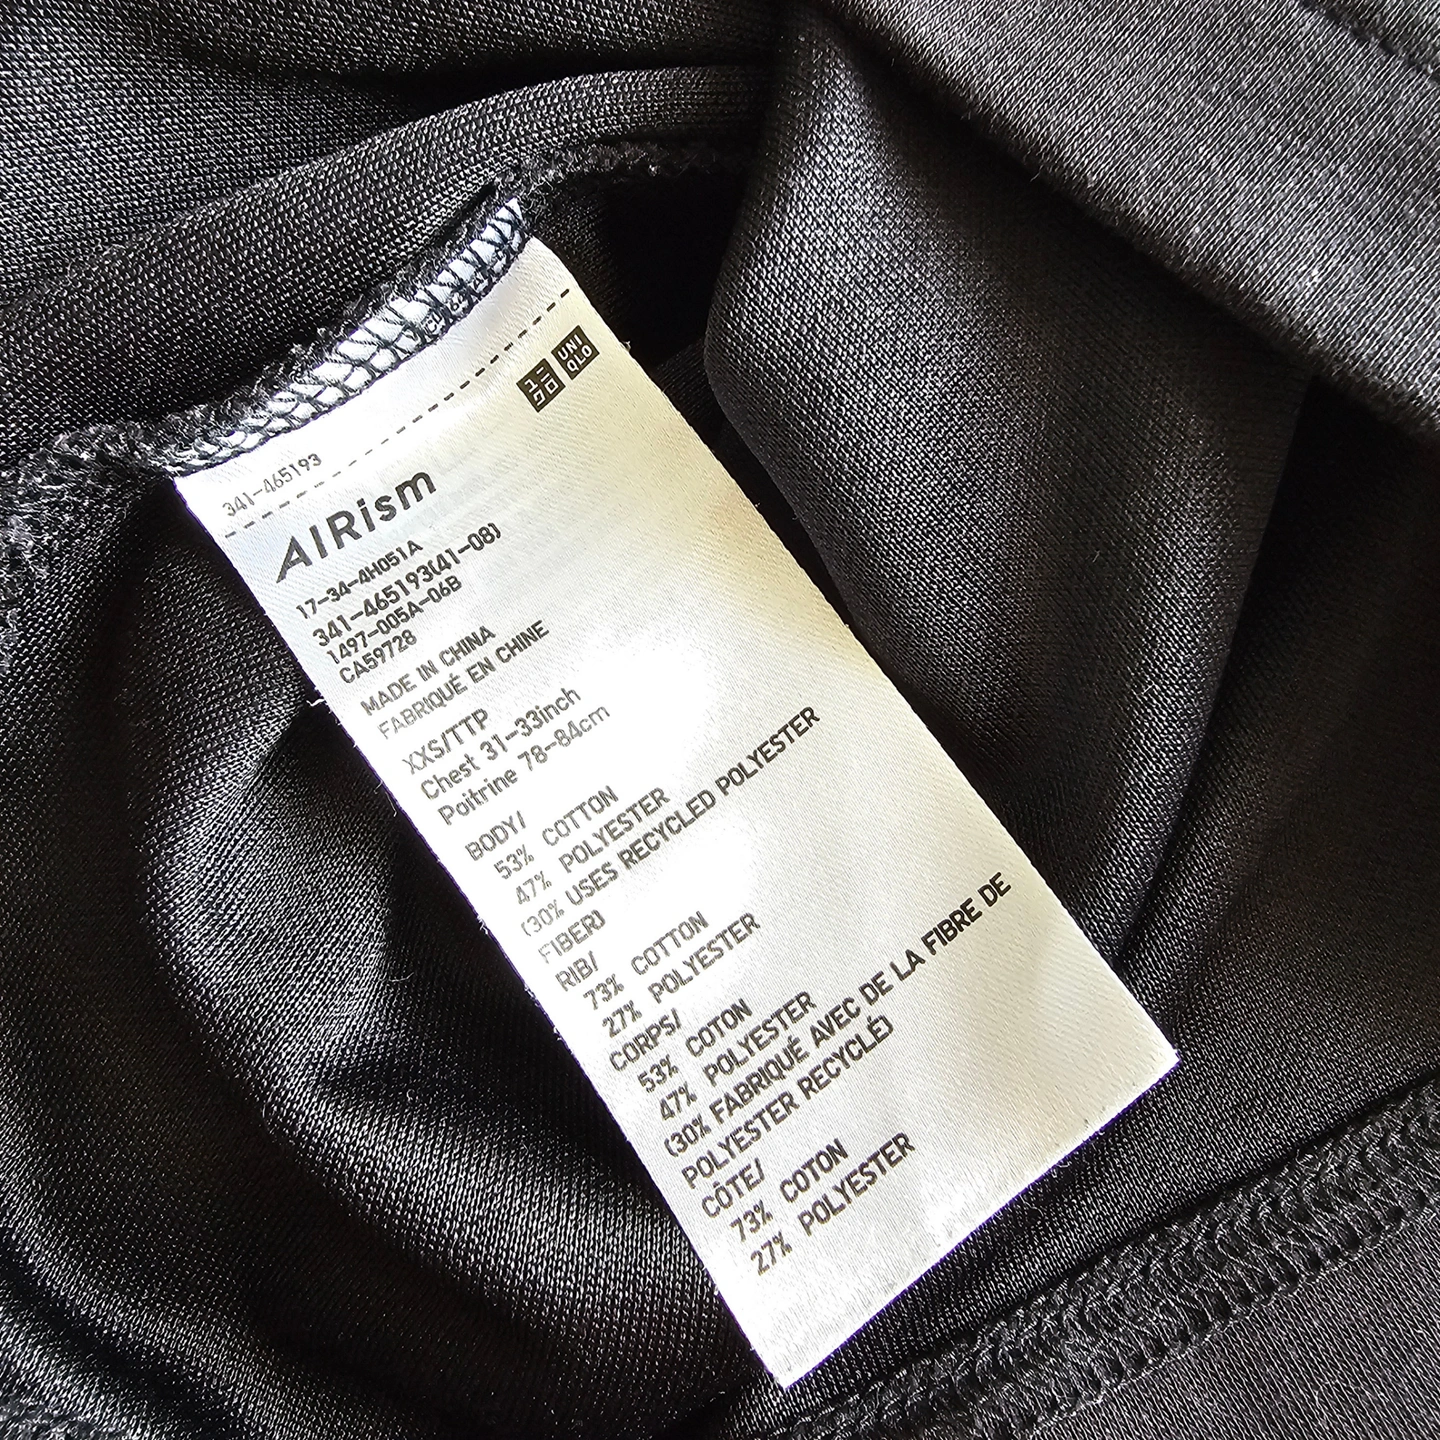 ユニ
クロ
UNI
QLO
341-465193
AIRism
17-34-4H051A
341-465193(41-08)
1497-005A-06B
CA59728
MADE IN CHINA
FABRIQUÉ EN CHINE
XXS/TTP
Chest 31-33inch
Poitrine 78-84cm
BODY/
53% COTTON
47% POLYESTER
(30% USES RECYCLED POLYESTER
FIBER)
RIB/
73% COTTON
27% POLYESTER
CORPS/
53% COTON
47% POLYESTER
(30% FABRIQUÉ AVEC DE LA FIBRE DE
POLYESTER RECYCLÉ)
CÔTE/
73% COTON
27% POLYESTER